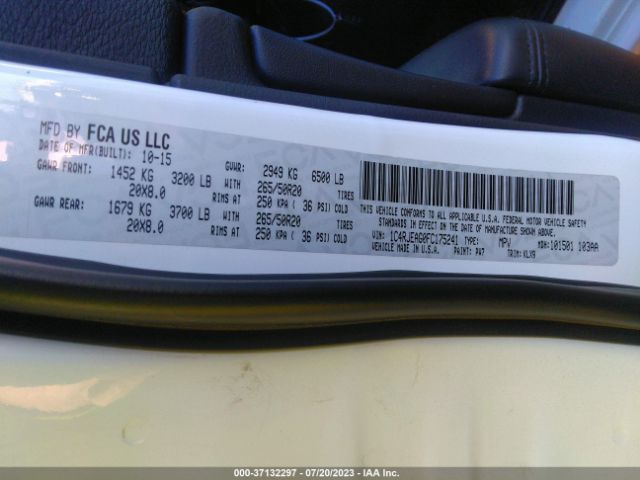 MFD BY FCA US LLC
DATE OF MFR(BUILT): 10-15
GVWR: 2949 KG 6500 LB
GAWR FRONT: 1452 KG 3200 LB WITH 265/50R20 TIRES
20X8.0 RIMS AT 250 KPA ( 36 PSI) COLD
GAWR REAR: 1679 KG 3700 LB WITH 265/50R20 TIRES
20X8.0 RIMS AT 250 KPA ( 36 PSI) COLD
THIS VEHICLE CONFORMS TO ALL APPLICABLE U.S.A. FEDERAL MOTOR VEHICLE SAFETY
STANDARDS IN EFFECT ON THE DATE OF MANUFACTURE SHOWN ABOVE.
VIN: 1C4RJEAG0FC175241 TYPE: MPV MDH: 101501 103AA
VEHICLE MADE IN U.S.A. PAINT: PA7 TRIM: KLX9
000-37132297 - 07/20/2023 - IAA Inc.